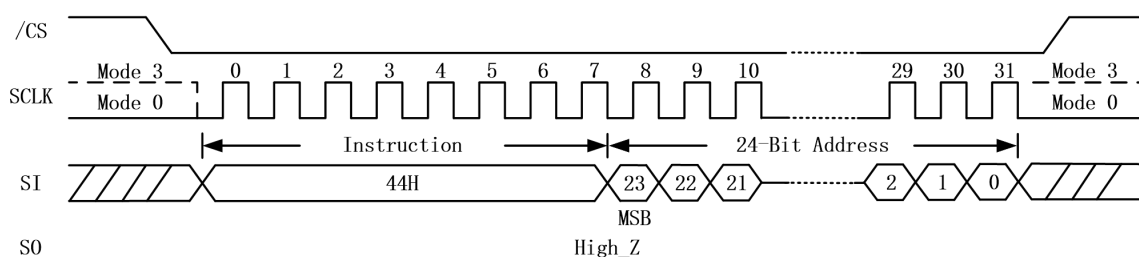 /CS
Mode 3 0 1 2 3 4 5 6 7 8 9 10 29 30 31 Mode 3
SCLK
Mode 0 Mode 0
Instruction 24-Bit Address
SI 44H 23 22 21 2 1 0
MSB
SO High_Z